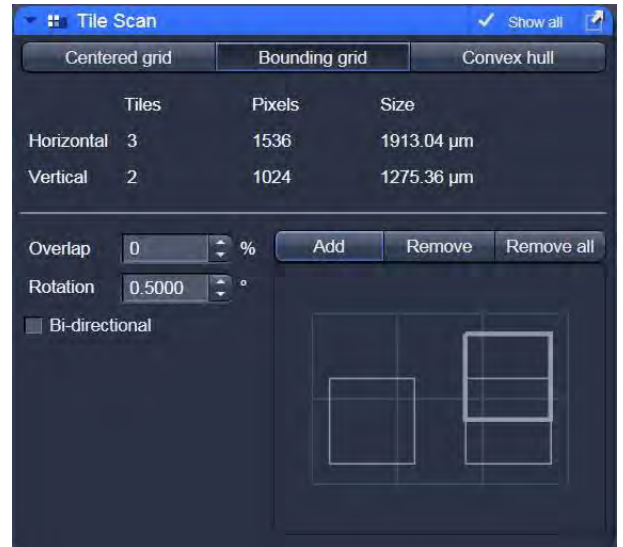 Tile Scan Show all
Centered grid Bounding grid Convex hull
Tiles Pixels Size
Horizontal 3 1536 1913.04 µm
Vertical 2 1024 1275.36 µm
Overlap 0 % Add Remove Remove all
Rotation 0.5000 °
Bi-directional